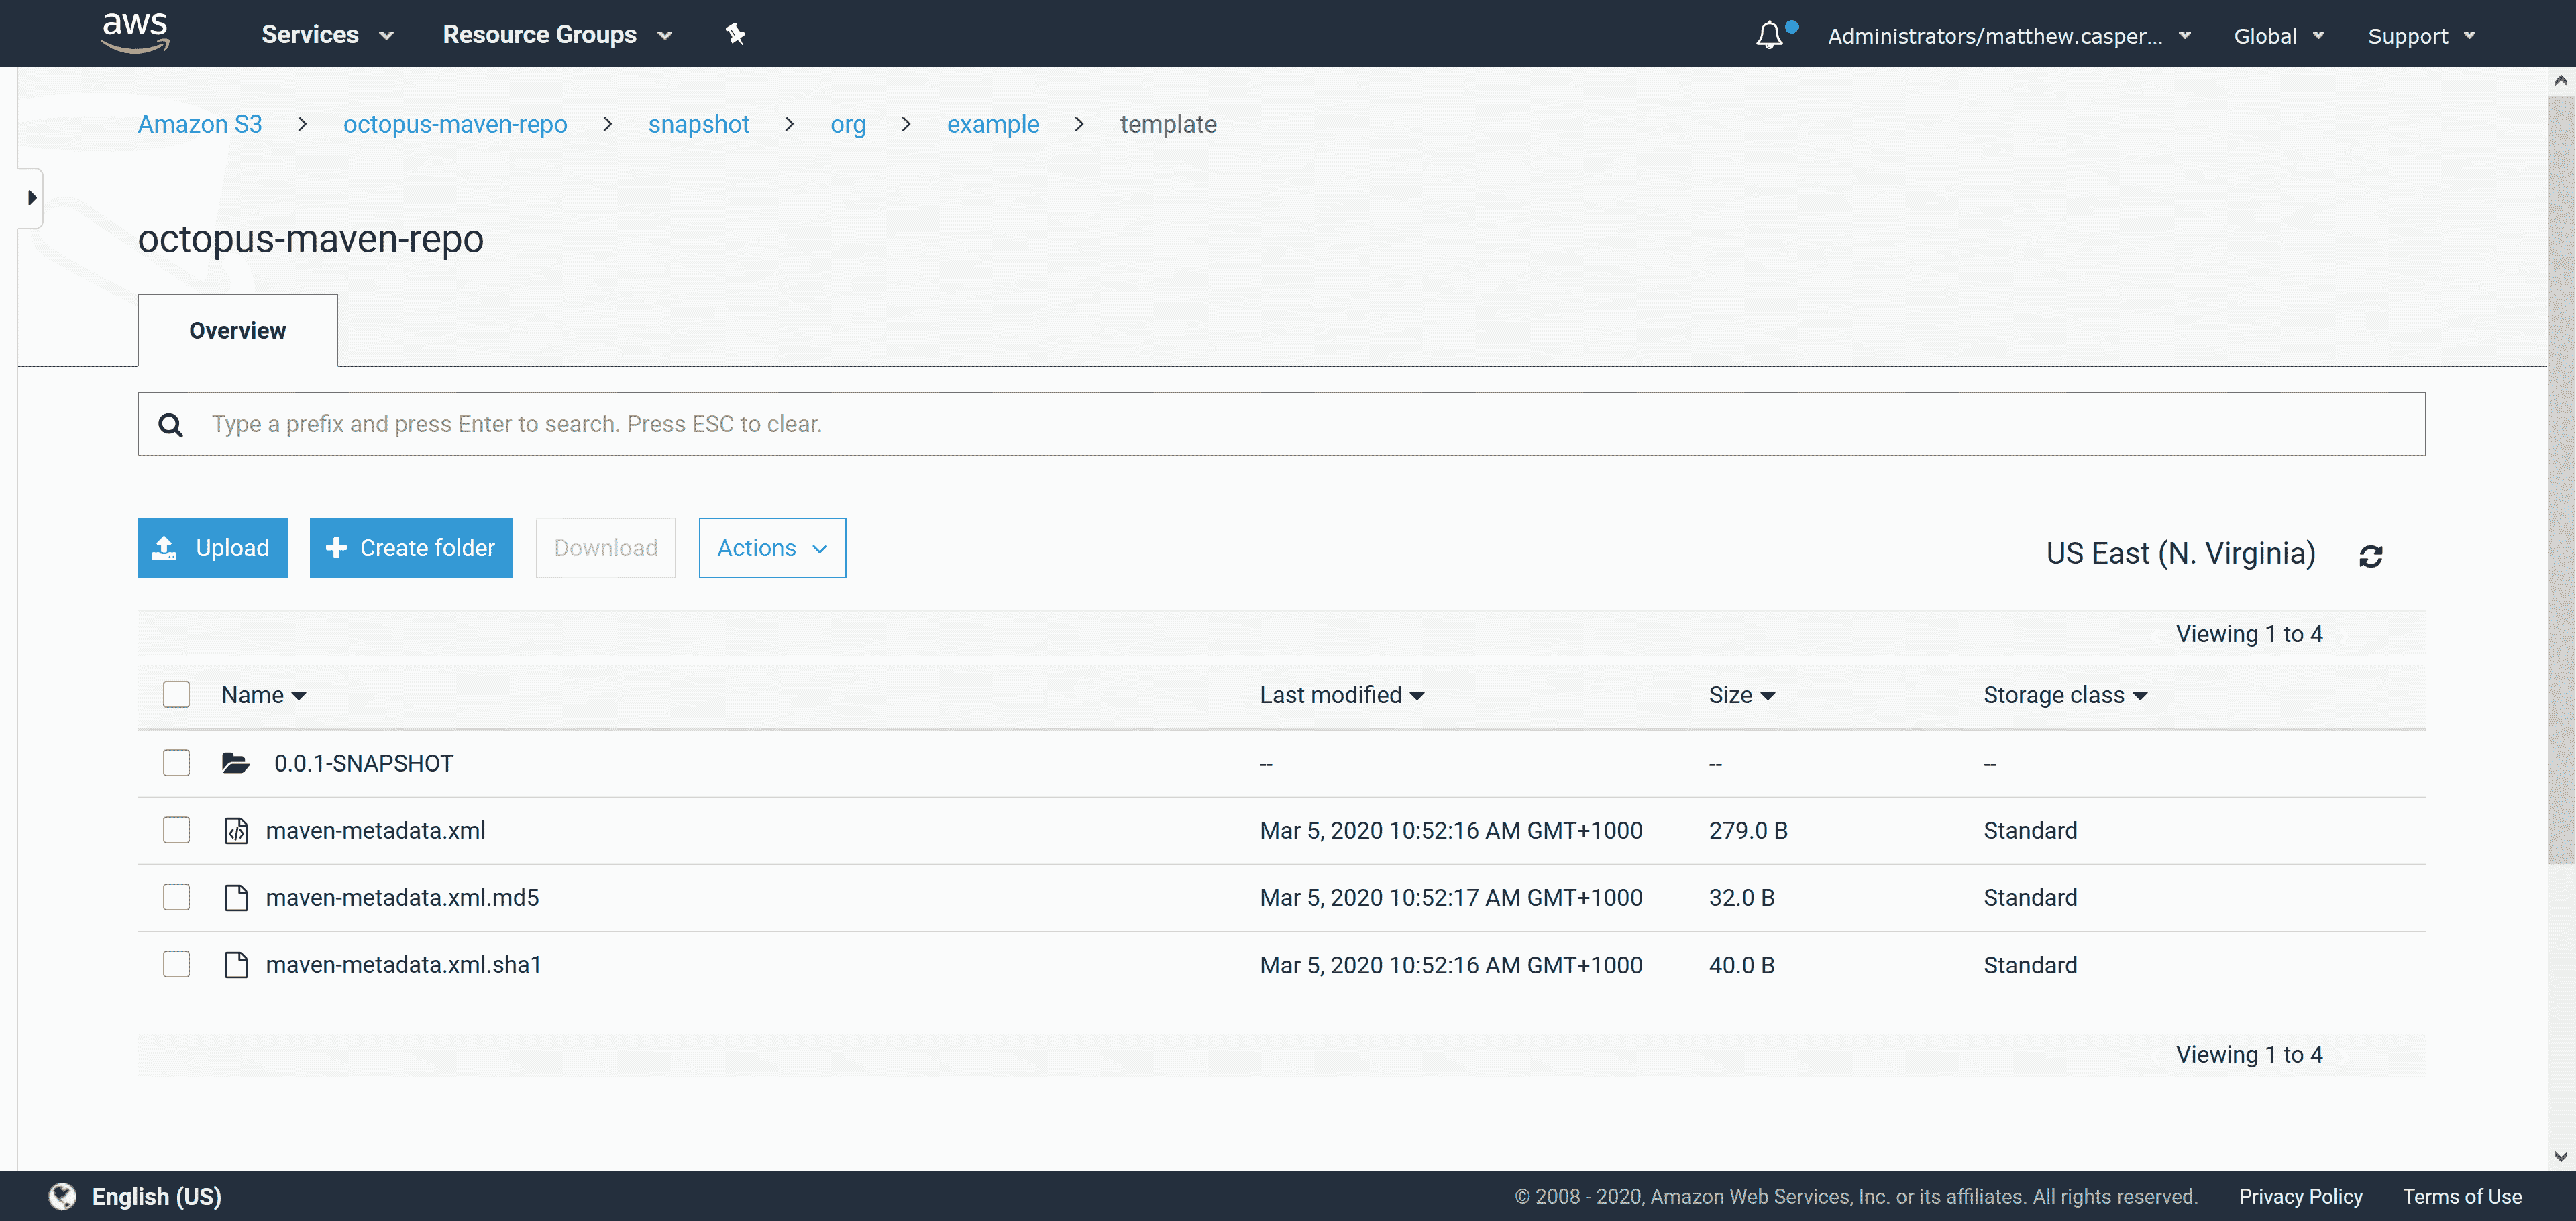 aws Services Resource Groups Administrators/matthew.casper... Global Support
Amazon S3 > octopus-maven-repo > snapshot > org > example > template
octopus-maven-repo
Overview
Type a prefix and press Enter to search. Press ESC to clear.
Upload Create folder Download Actions US East (N. Virginia)
Viewing 1 to 4
Name Last modified Size Storage class
0.0.1-SNAPSHOT -- -- --
maven-metadata.xml Mar 5, 2020 10:52:16 AM GMT+1000 279.0 B Standard
maven-metadata.xml.md5 Mar 5, 2020 10:52:17 AM GMT+1000 32.0 B Standard
maven-metadata.xml.sha1 Mar 5, 2020 10:52:16 AM GMT+1000 40.0 B Standard
Viewing 1 to 4
English (US) © 2008 - 2020, Amazon Web Services, Inc. or its affiliates. All rights reserved. Privacy Policy Terms of Use